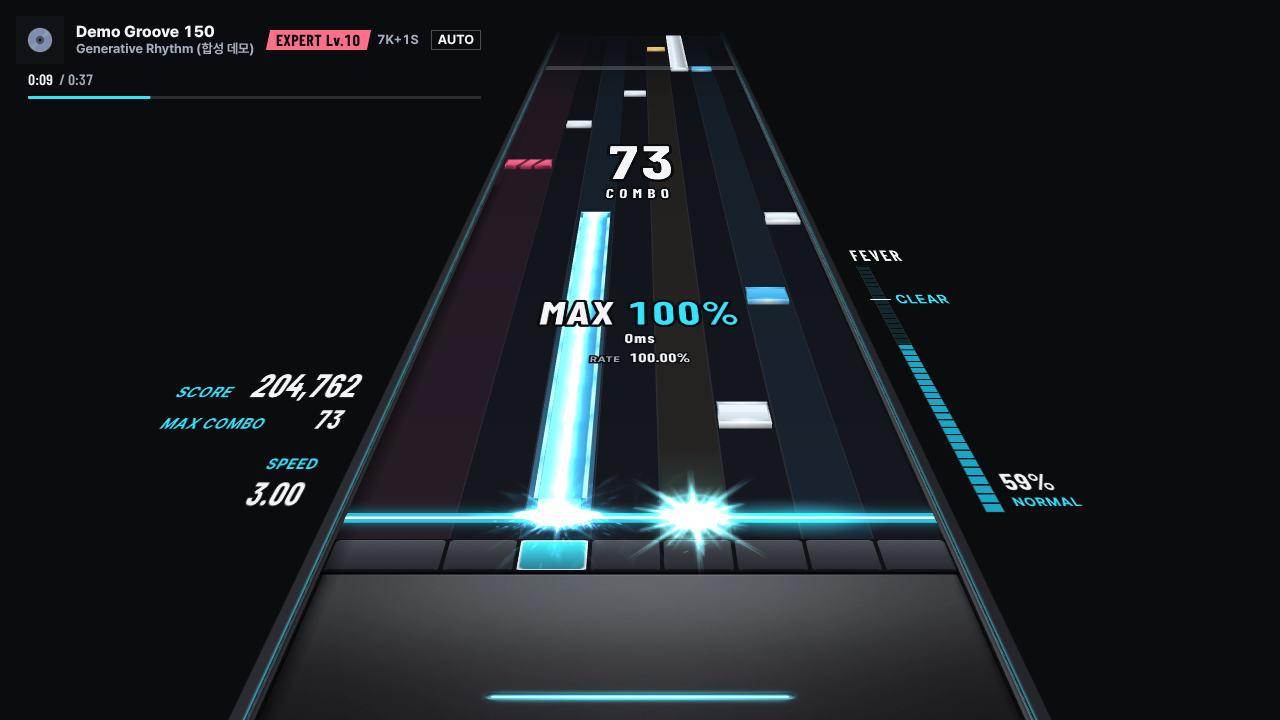 Demo Groove 150
Generative Rhythm (합성 데모)
EXPERT Lv.10
7K+1S
AUTO
0:09 / 0:37
73
COMBO
MAX 100%
0ms
RATE 100.00%
SCORE 204,762
MAX COMBO 73
SPEED
3.00
FEVER
CLEAR
59%
NORMAL